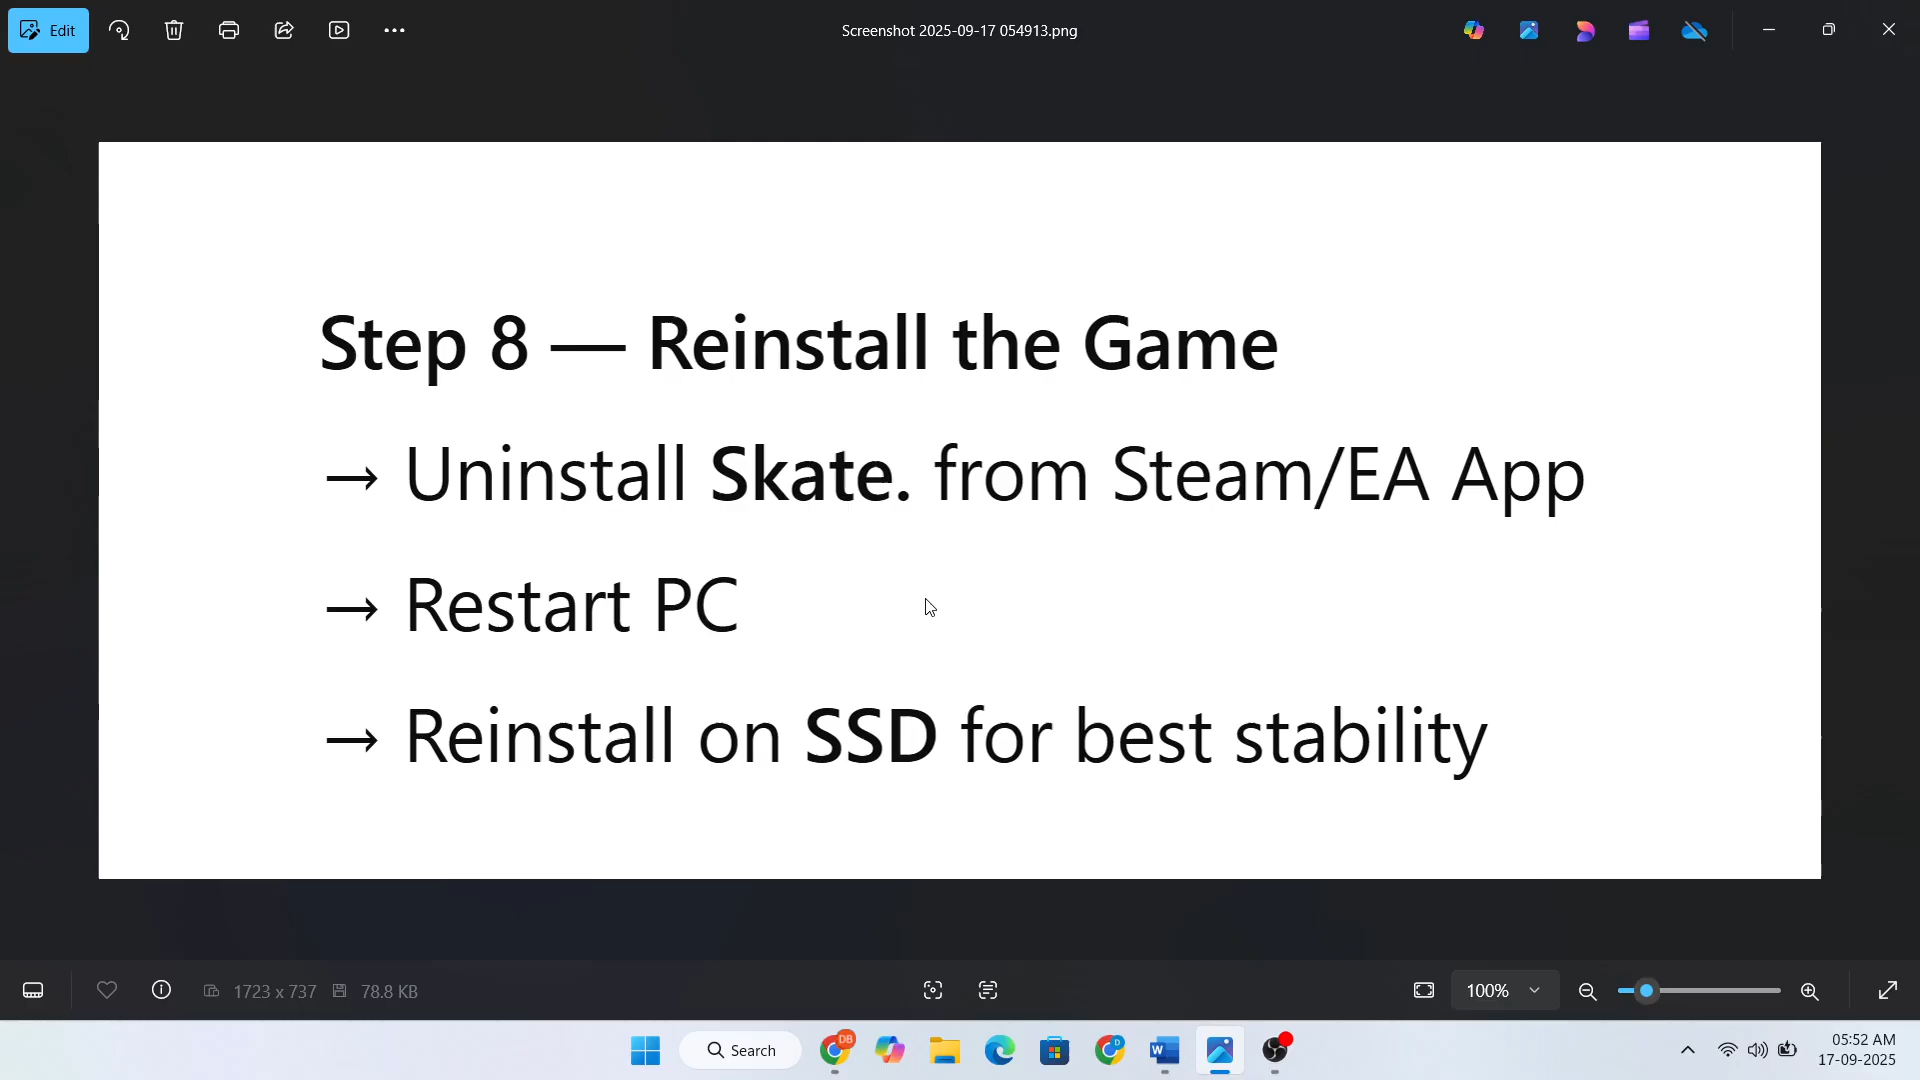 Edit
Screenshot 2025-09-17 054913.png
Step 8 — Reinstall the Game
→ Uninstall Skate. from Steam/EA App
→ Restart PC
→ Reinstall on SSD for best stability
1723 x 737 78.8 KB
100%
Search
DB
D
W
05:52 AM
17-09-2025